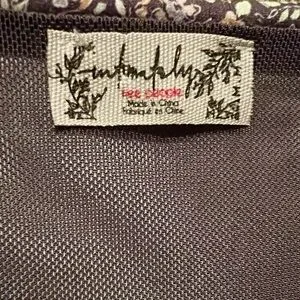 intimately
FREE PEOPLE
Made in China
Fabriqué en Chine